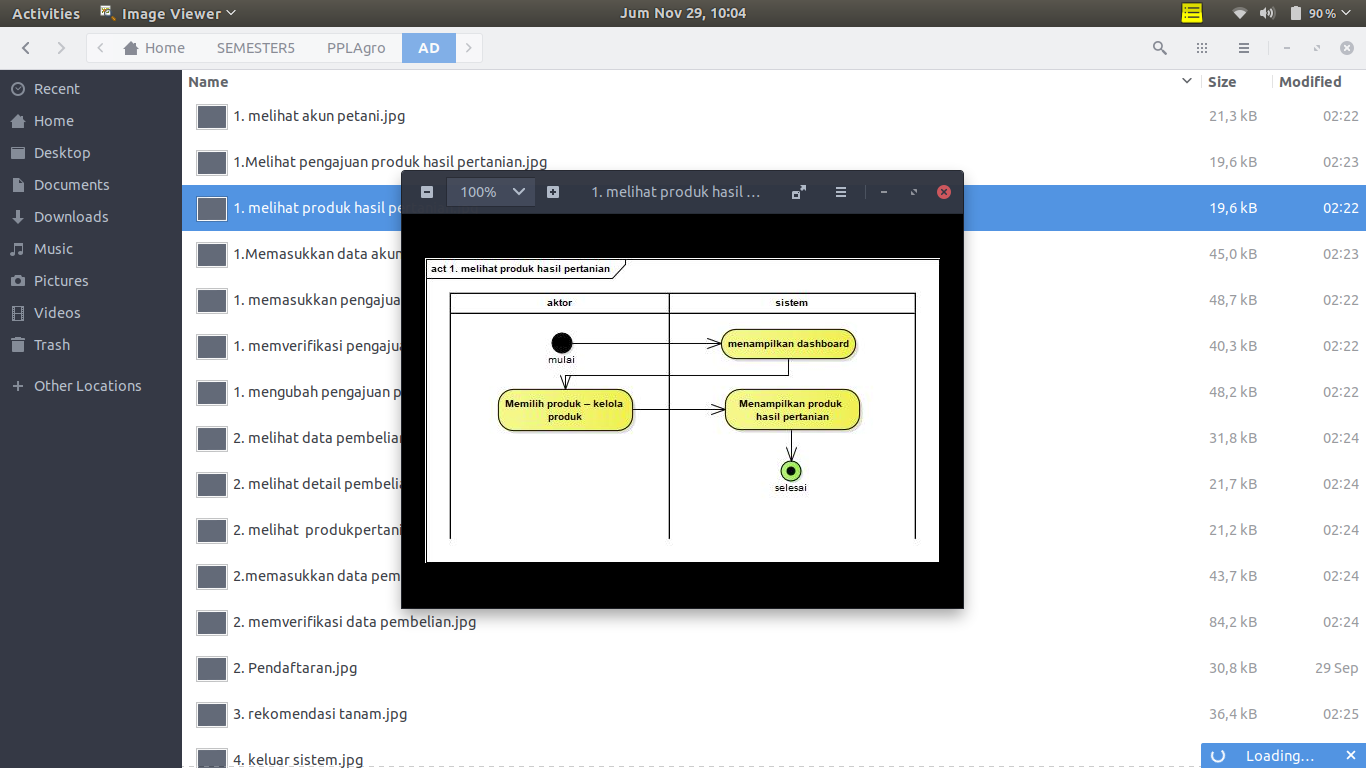 Activities Image Viewer Jum Nov 29, 10:04 90 %
Home SEMESTER5 PPLAgro AD
Recent
Home
Desktop
Documents
Downloads
Music
Pictures
Videos
Trash
Other Locations
Name Size Modified
1. melihat akun petani.jpg 21,3 kB 02:22
1.Melihat pengajuan produk hasil pertanian.jpg 19,6 kB 02:23
1. melihat produk hasil pe 19,6 kB 02:22
1.Memasukkan data akun 45,0 kB 02:23
1. memasukkan pengajua 48,7 kB 02:22
1. memverifikasi pengajua 40,3 kB 02:22
1. mengubah pengajuan p 48,2 kB 02:22
2. melihat data pembelian 31,8 kB 02:24
2. melihat detail pembelia 21,7 kB 02:24
2. melihat produkpertani 21,2 kB 02:24
2.memasukkan data pem 43,7 kB 02:24
2. memverifikasi data pembelian.jpg 84,2 kB 02:24
2. Pendaftaran.jpg 30,8 kB 29 Sep
3. rekomendasi tanam.jpg 36,4 kB 02:25
4. keluar sistem.jpg
100% 1. melihat produk hasil ...
act 1. melihat produk hasil pertanian
aktor sistem
mulai
menampilkan dashboard
Memilih produk – kelola
produk
Menampilkan produk
hasil pertanian
selesai
Loading...